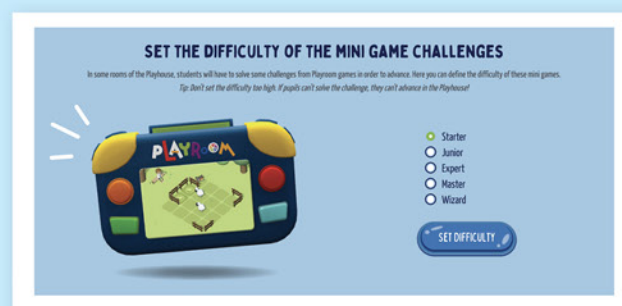 SET THE DIFFICULTY OF THE MINI GAME CHALLENGES
In some rooms of the Playhouse, students will have to solve some challenges from Playroom games in order to advance. Here you can define the difficulty of these mini games.
Tip: Don't set the difficulty too high. If pupils can't solve the challenge, they can't advance in the Playhouse!
PLAYROOM
Starter
Junior
Expert
Master
Wizard
SET DIFFICULTY